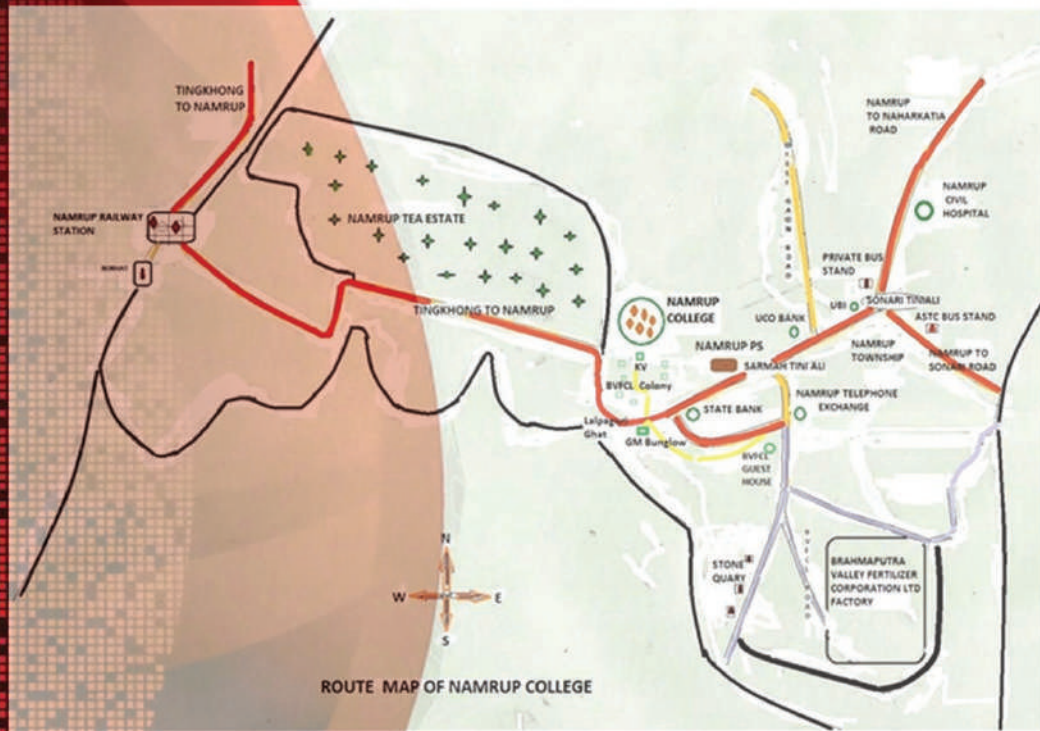 TINGKHONG
TO NAMRUP
NAMRUP
TO NAHARKATIA
ROAD
NAMRUP
CIVIL
HOSPITAL
NAMRUP RAILWAY
STATION
NAMRUP TEA ESTATE
PRIVATE BUS
STAND
UBI
SONARI TINIALI
ASTC BUS STAND
TINGKHONG TO NAMRUP
NAMRUP
COLLEGE
UCO BANK
NAMRUP
TOWNSHIP
NAMRUP TO
SONARI ROAD
NAMRUP PS
SARMAH TINI ALI
KV
BVFCL Colony
NAMRUP TELEPHONE
EXCHANGE
STATE BANK
Ghat
GM Bunglow
BVFCL
GUEST
HOUSE
STONE
QUARY
BVFCL ROAD
BRAHMAPUTRA
VALLEY FERTILIZER
CORPORATION LTD
FACTORY
N
W
E
S
ROUTE MAP OF NAMRUP COLLEGE